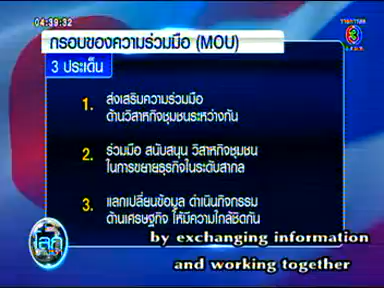 04:39:32
กรอบของความร่วมมือ (MOU)
3 ประเด็น
1. ส่งเสริมความร่วมมือ
ด้านวิสาหกิจชุมชนระหว่างกัน
2. ร่วมมือ สนับสนุน วิสาหกิจชุมชน
ในการขยายธุรกิจในระดับสากล
3. แลกเปลี่ยนข้อมูล ดำเนินกิจกรรม
ด้านเศรษฐกิจ ให้มีความใกล้ชิดกัน
by exchanging information
and working together
3